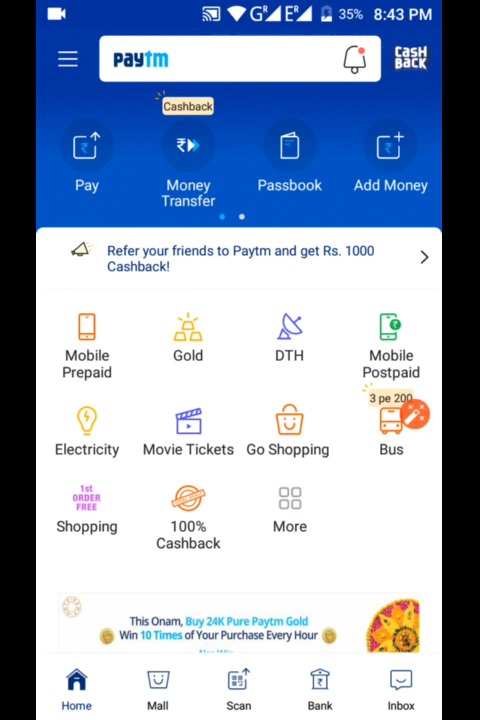 G R E R 35% 8:43 PM
paytm
CASH
BACK
Cashback
Pay
Money
Transfer
Passbook
Add Money
Refer your friends to Paytm and get Rs. 1000
Cashback!
Mobile
Prepaid
Gold
DTH
Mobile
Postpaid
3 pe 200
Electricity
Movie Tickets
Go Shopping
Bus
1st
ORDER
FREE
Shopping
100%
Cashback
More
This Onam, Buy 24K Pure Paytm Gold
Win 10 Times of Your Purchase Every Hour
Home
Mall
Scan
Bank
Inbox